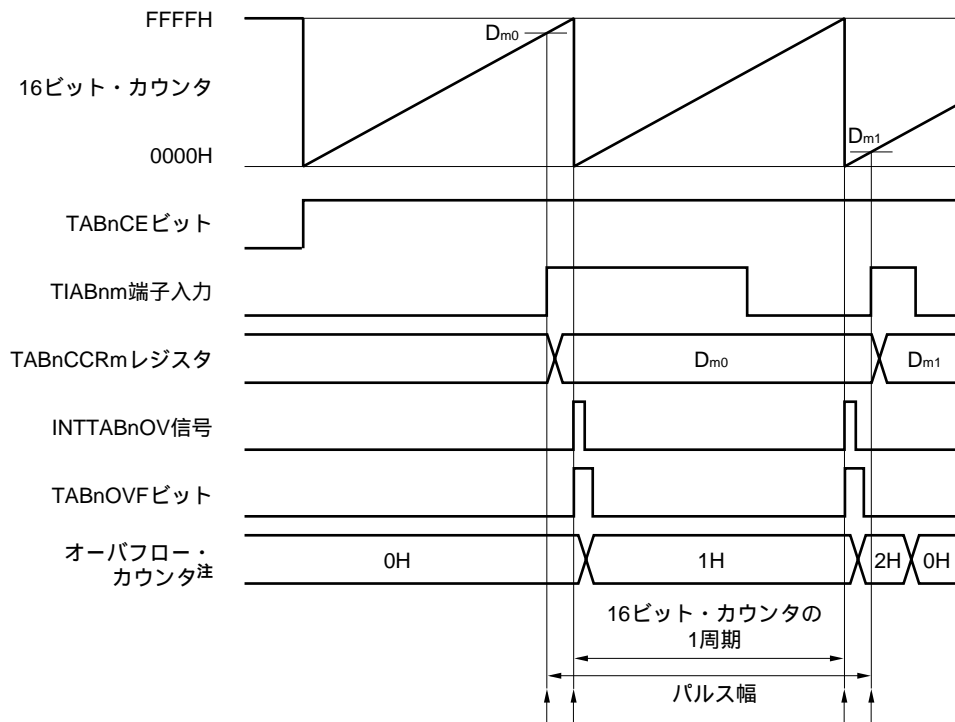 FFFFH
Dm0
16ビット・カウンタ
0000H
Dm1
TABnCEビット
TIABnm端子入力
TABnCCRmレジスタ
Dm0
Dm1
INTTABnOV信号
TABnOVFビット
オーバフロー・
カウンタ注
0H
1H
2H
0H
16ビット・カウンタの
1周期
パルス幅